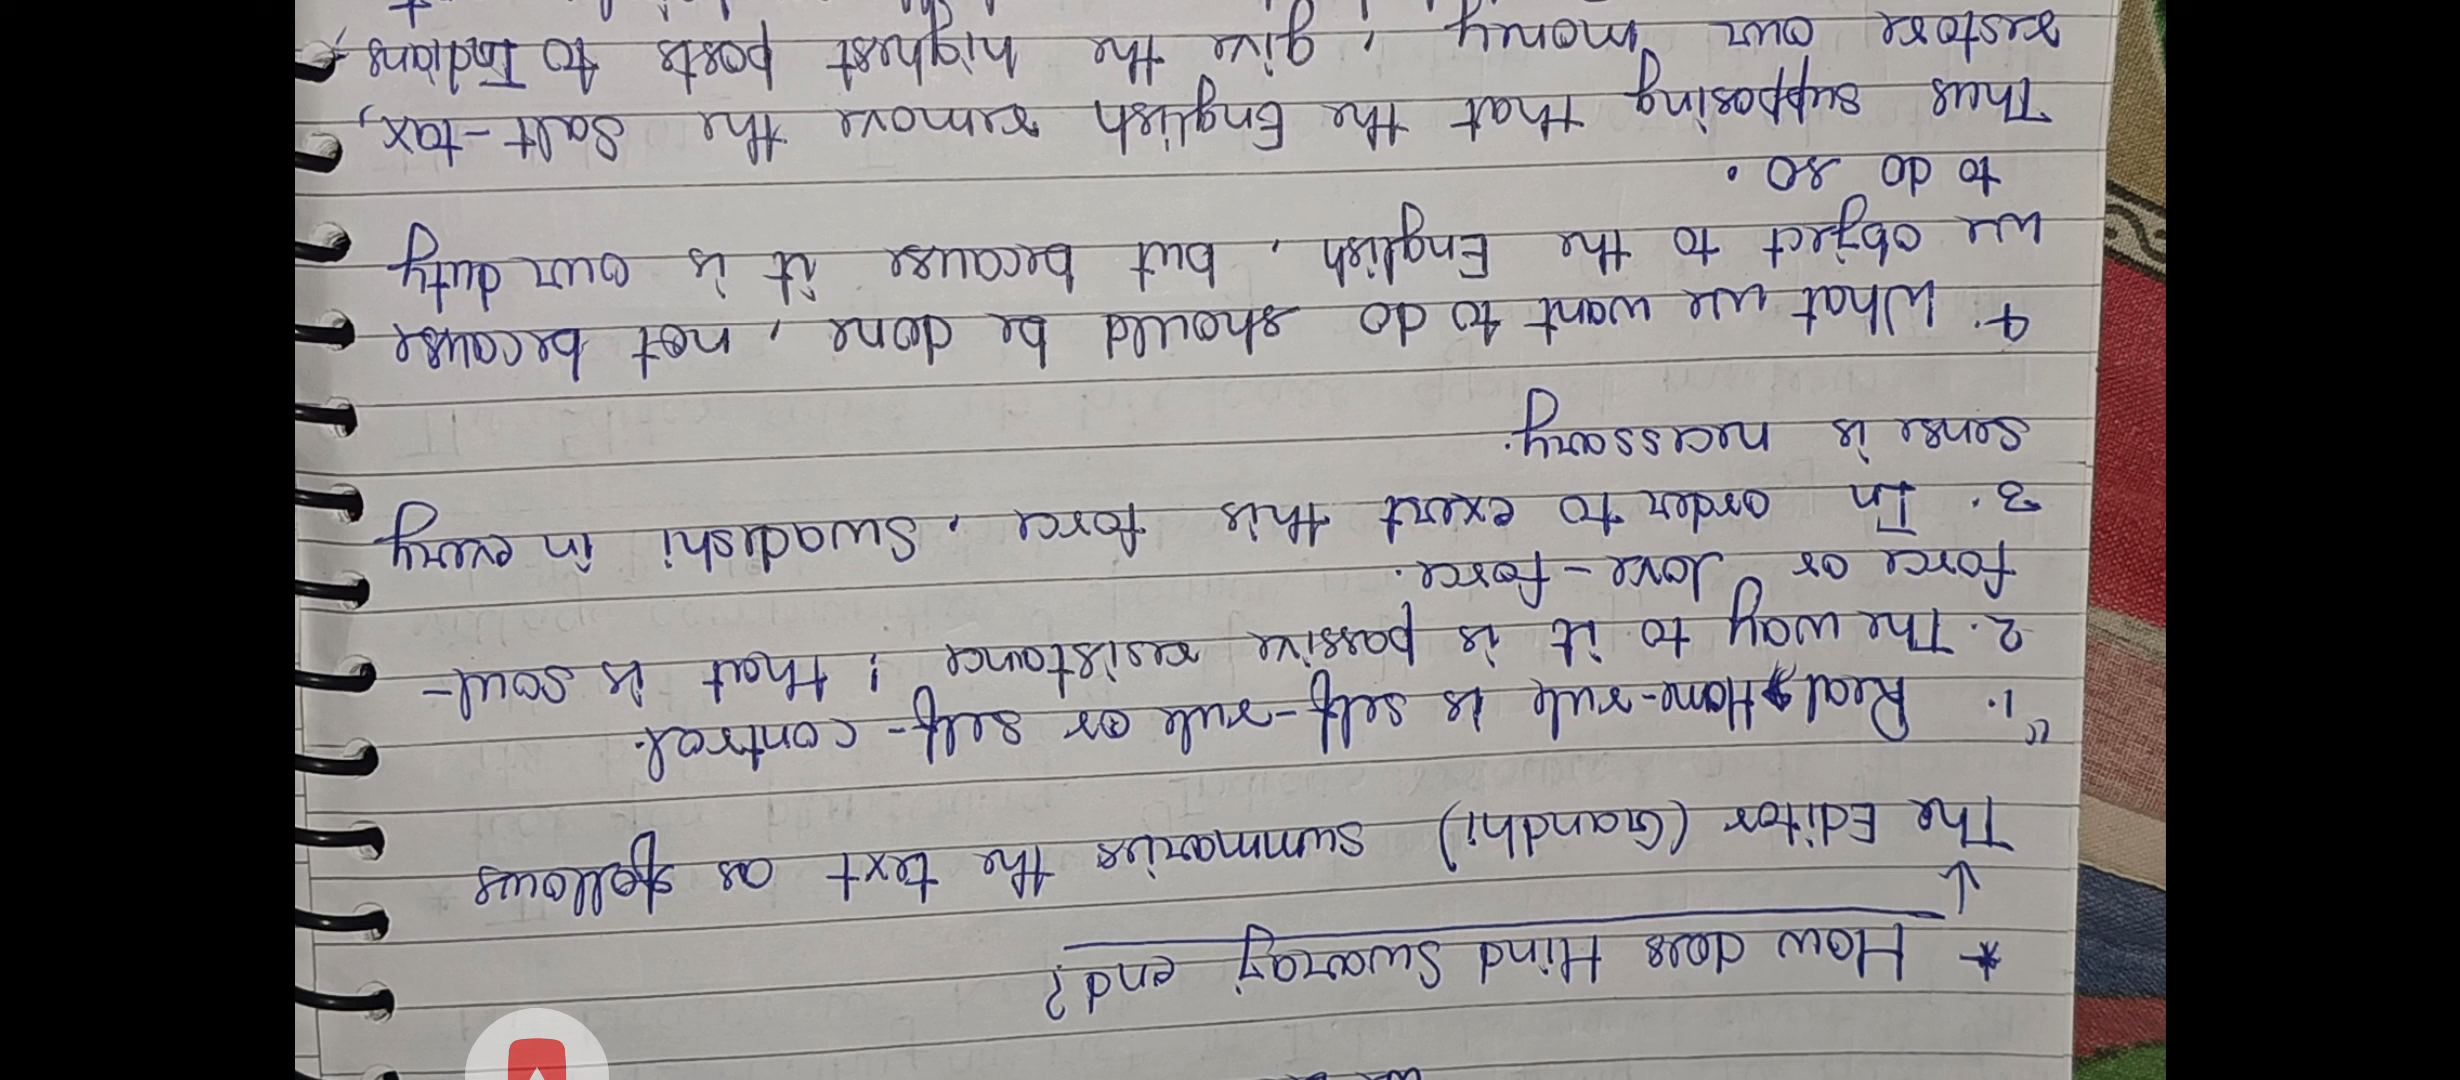 * How does Hind Swaraj end?
The Editor (Gandhi) summaries the text as follows
"1. Real Home-rule is self-rule or self-control.
2. The way to it is passive resistance ; that is soul-
force or love-force.
3. In order to exert this force, Swadeshi in every
sense is necessary.
4. What we want to do should be done, not because
we object to the English, but because it is our duty
to do so.
Thus supposing that the English remove the Salt-tax,
restore our money, give the highest posts to Indians,